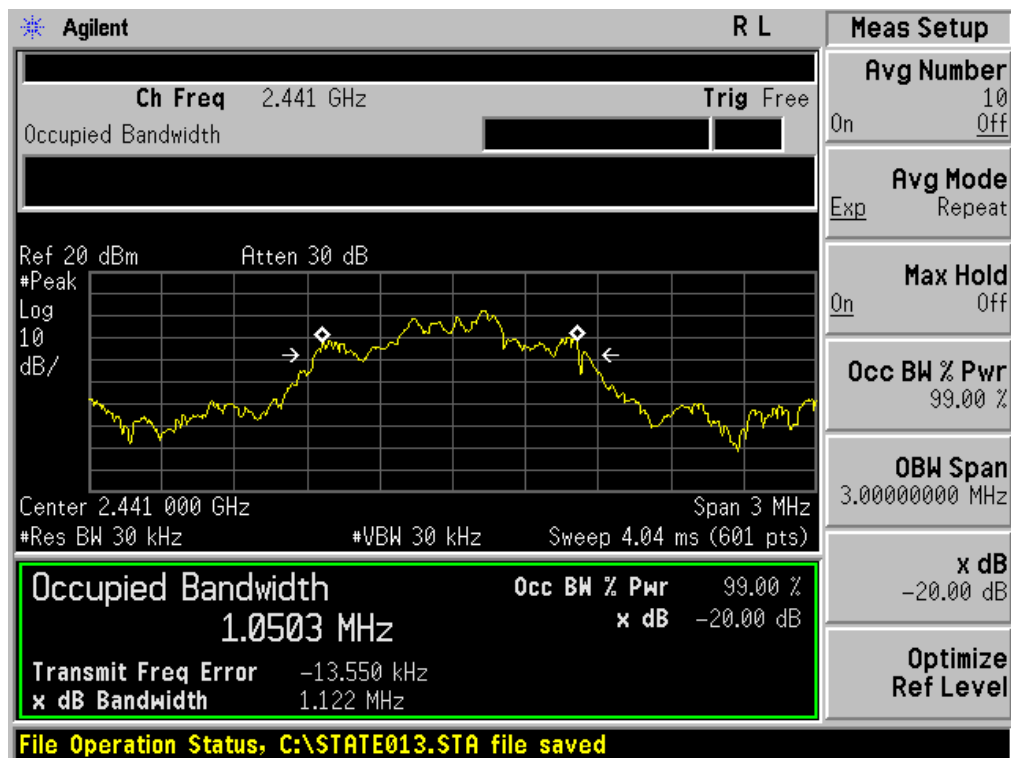 Agilent R L
Ch Freq 2.441 GHz Trig Free
Occupied Bandwidth
Ref 20 dBm Atten 30 dB
#Peak
Log
10
dB/
Center 2.441 000 GHz Span 3 MHz
#Res BW 30 kHz #VBW 30 kHz Sweep 4.04 ms (601 pts)
Occupied Bandwidth Occ BW % Pwr 99.00 %
1.0503 MHz x dB -20.00 dB
Transmit Freq Error -13.550 kHz
x dB Bandwidth 1.122 MHz
File Operation Status, C:\STATE013.STA file saved
Meas Setup
Avg Number
10
On Off
Avg Mode
Exp Repeat
Max Hold
On Off
Occ BW % Pwr
99.00 %
OBW Span
3.00000000 MHz
x dB
-20.00 dB
Optimize
Ref Level